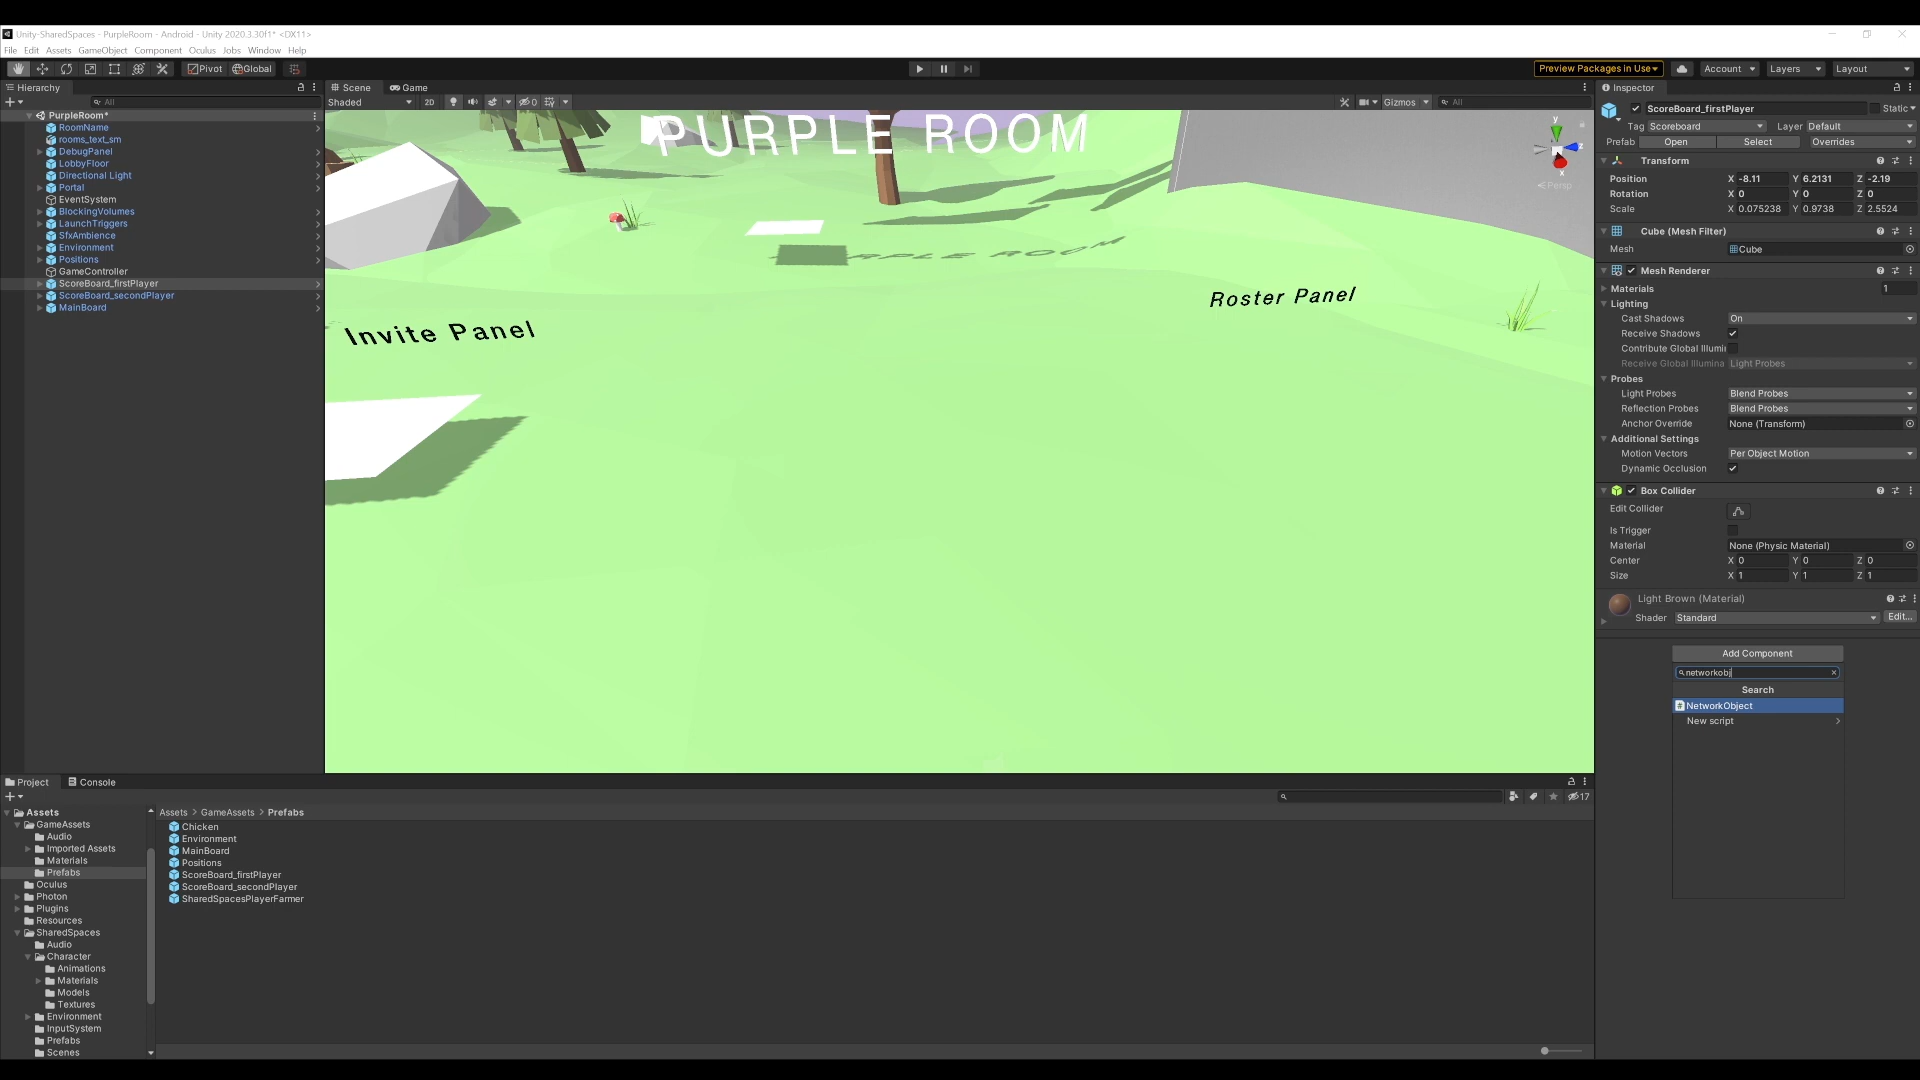 Unity-SharedSpaces - PurpleRoom - Android - Unity 2020.3.30f1* <DX11>
File Edit Assets GameObject Component Oculus Jobs Window Help
Pivot Global
Preview Packages in Use
Account
Layers
Layout
Hierarchy
All
PurpleRoom*
RoomName
rooms_text_sm
DebugPanel
LobbyFloor
Directional Light
Portal
EventSystem
BlockingVolumes
LaunchTriggers
SfxAmbience
Environment
Positions
GameController
ScoreBoard_firstPlayer
ScoreBoard_secondPlayer
MainBoard
Scene Game
Shaded 2D 0 Gizmos All
PURPLE ROOM
RPLE ROOM
Roster Panel
Invite Panel
y
z
x
Persp
Inspector
ScoreBoard_firstPlayer Static
Tag Scoreboard Layer Default
Prefab Open Select Overrides
Transform
Position X -8.11 Y 6.2131 Z -2.19
Rotation X 0 Y 0 Z 0
Scale X 0.075238 Y 0.9738 Z 2.5524
Cube (Mesh Filter)
Mesh Cube
Mesh Renderer
Materials 1
Lighting
Cast Shadows On
Receive Shadows
Contribute Global Illumi
Receive Global Illumina Light Probes
Probes
Light Probes Blend Probes
Reflection Probes Blend Probes
Anchor Override None (Transform)
Additional Settings
Motion Vectors Per Object Motion
Dynamic Occlusion
Box Collider
Edit Collider
Is Trigger
Material None (Physic Material)
Center X 0 Y 0 Z 0
Size X 1 Y 1 Z 1
Light Brown (Material)
Shader Standard Edit...
Add Component
networkobj
Search
NetworkObject
New script
Project Console
17
Assets
GameAssets
Audio
Imported Assets
Materials
Prefabs
Oculus
Photon
Plugins
Resources
SharedSpaces
Audio
Character
Animations
Materials
Models
Textures
Environment
InputSystem
Prefabs
Scenes
Assets > GameAssets > Prefabs
Chicken
Environment
MainBoard
Positions
ScoreBoard_firstPlayer
ScoreBoard_secondPlayer
SharedSpacesPlayerFarmer